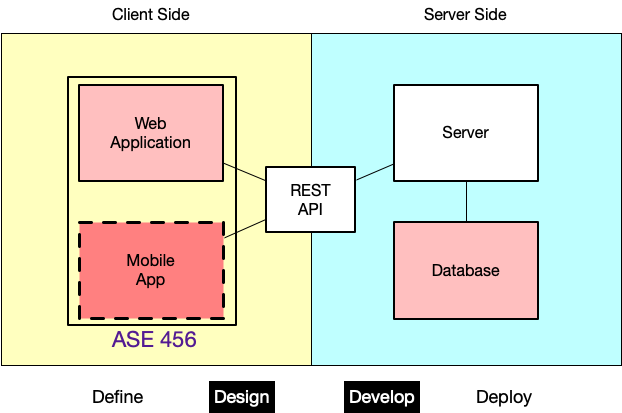 Client Side
Server Side
Web
Application
Server
REST
API
Mobile
App
Database
ASE 456
Define
Design
Develop
Deploy